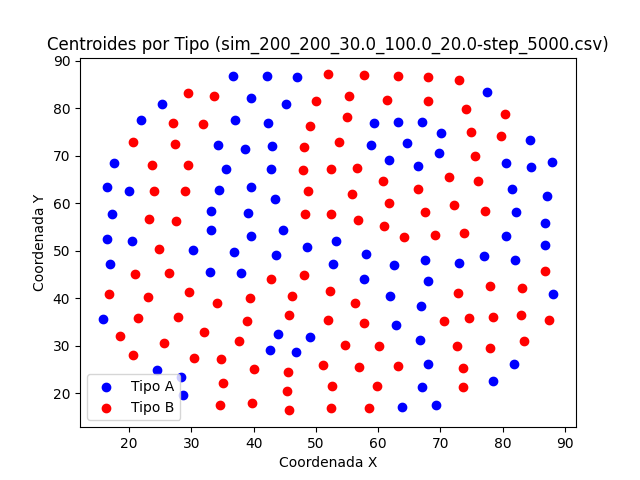 Centroides por Tipo (sim_200_200_30.0_100.0_20.0-step_5000.csv)
90
80
70
60
50
40
30
20
Coordenada Y
Tipo A
Tipo B
20 30 40 50 60 70 80 90
Coordenada X